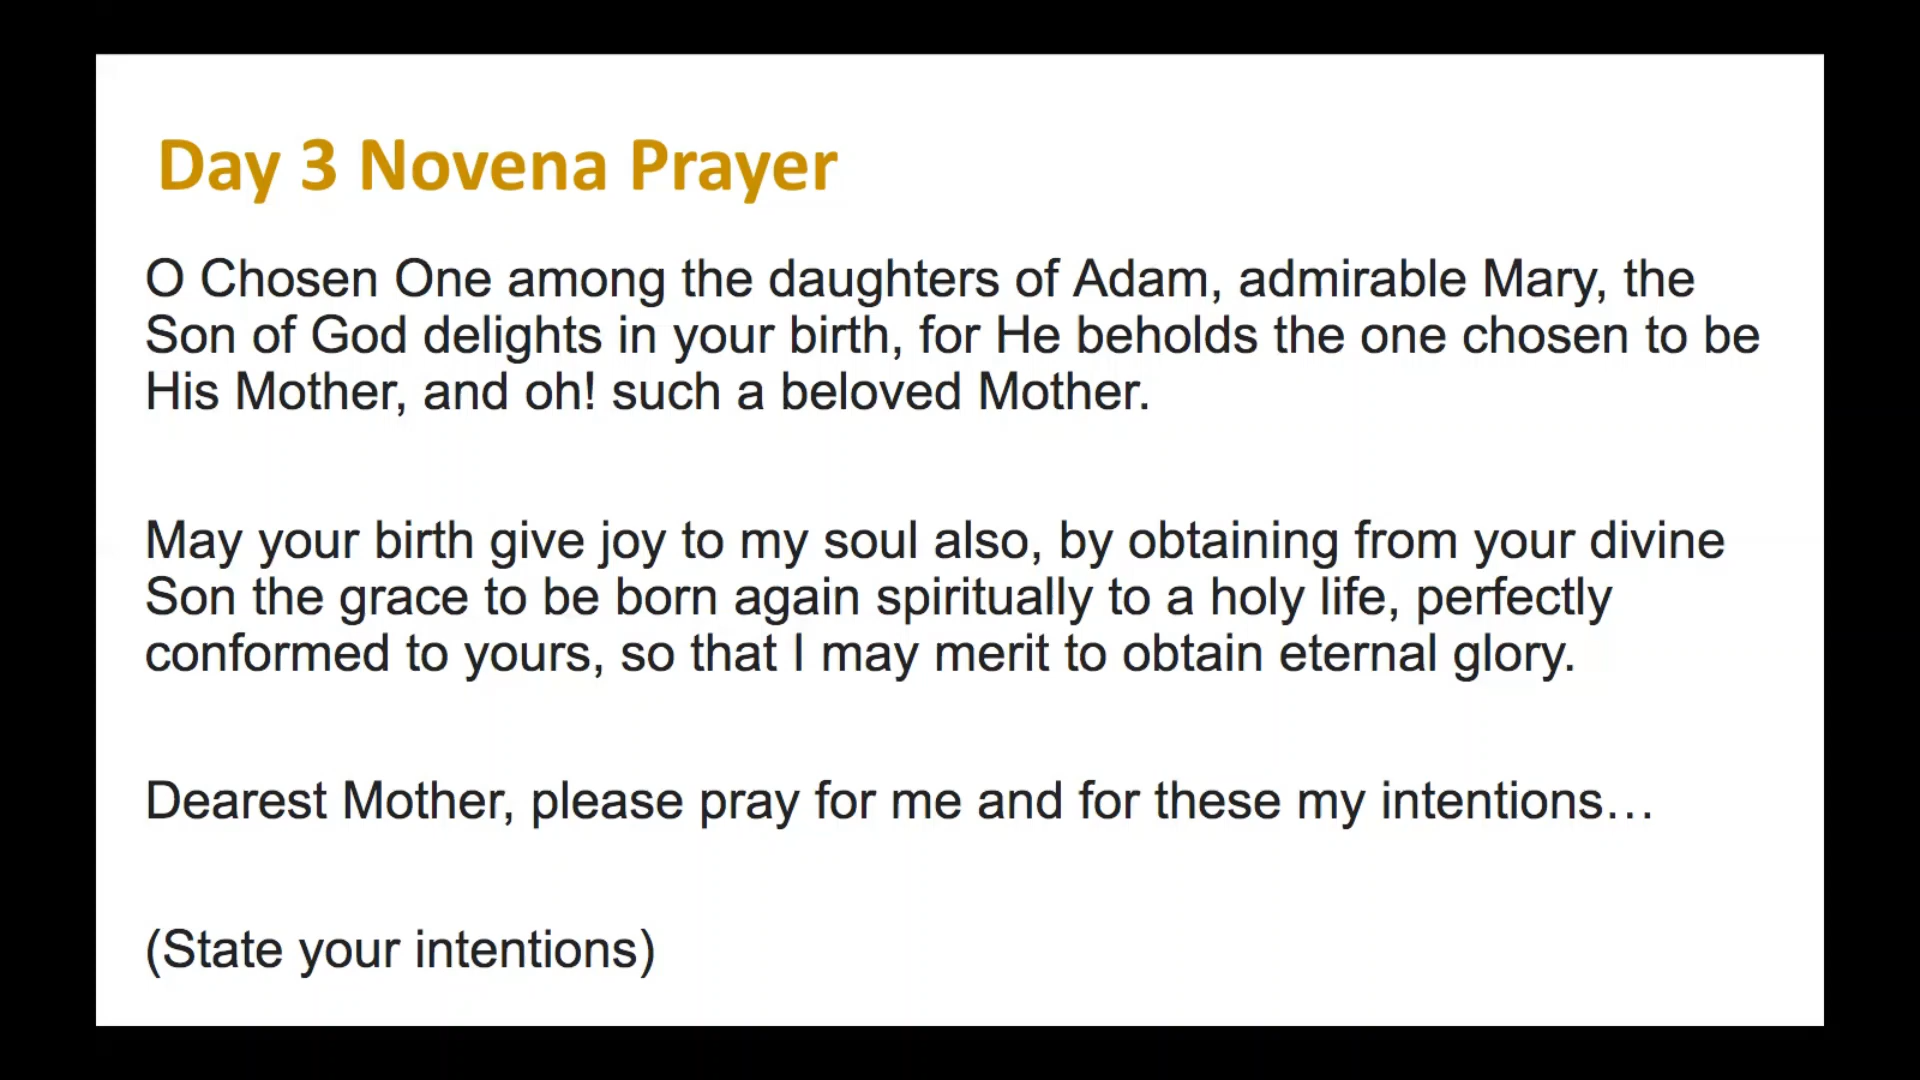 Day 3 Novena Prayer
O Chosen One among the daughters of Adam, admirable Mary, the
Son of God delights in your birth, for He beholds the one chosen to be
His Mother, and oh! such a beloved Mother.
May your birth give joy to my soul also, by obtaining from your divine
Son the grace to be born again spiritually to a holy life, perfectly
conformed to yours, so that I may merit to obtain eternal glory.
Dearest Mother, please pray for me and for these my intentions…
(State your intentions)